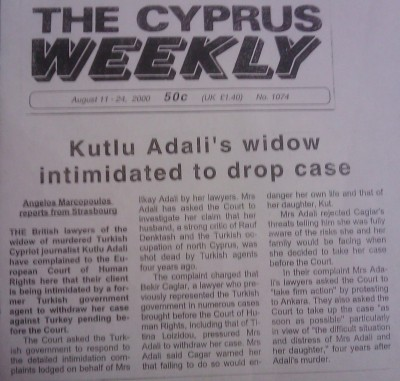 THE CYPRUS
WEEKLY
August 11 - 24, 2000 50c (UK £1.40) No. 1074
Kutlu Adali's widow
intimidated to drop case
Angelos Marcopoulos
reports from Strasbourg
THE British lawyers of the
widow of murdered Turkish
Cypriot journalist Kutlu Adali
have complained to the Eu-
ropean Court of Human
Rights here that their client
is being intimidated by a for-
mer Turkish government
agent to withdraw her case
against Turkey pending be-
fore the Court.
The Court asked the Turk-
ish government to respond to
the detailed intimidation com-
plaints lodged on behalf of Mrs
Ilkay Adali by her lawyers. Mrs
Adali has asked the Court to
investigate her claim that her
husband, a strong critic of Rauf
Denktash and the Turkish oc-
cupation of north Cyprus, was
shot dead by Turkish agents
four years ago.
The complaint charged that
Bekir Caglar, a lawyer who pre-
viously represented the Turkish
government in numerous cases
brought before the Court of Hu-
man Rights, including that of Ti-
tina Loizidou, pressured Mrs
Adali to withdraw her case. Mrs
Adali said Cagar warned her
that failing to do so would en-
danger her own life and that of
her daughter, Kut.
Mrs Adali rejected Caglar's
threats telling him she was fully
aware of the risks she and her
family would be facing when
she decided to take her case
before the Court.
In their complaint Mrs Ada-
li's lawyers asked the Court to
"take firm action" by protesting
to Ankara. They also asked the
Court to take up the case "as
soon as possible" particularly
in view of "the difficult situation
and distress of Mrs Adali and
her daughter," four years after
Adali's murder.